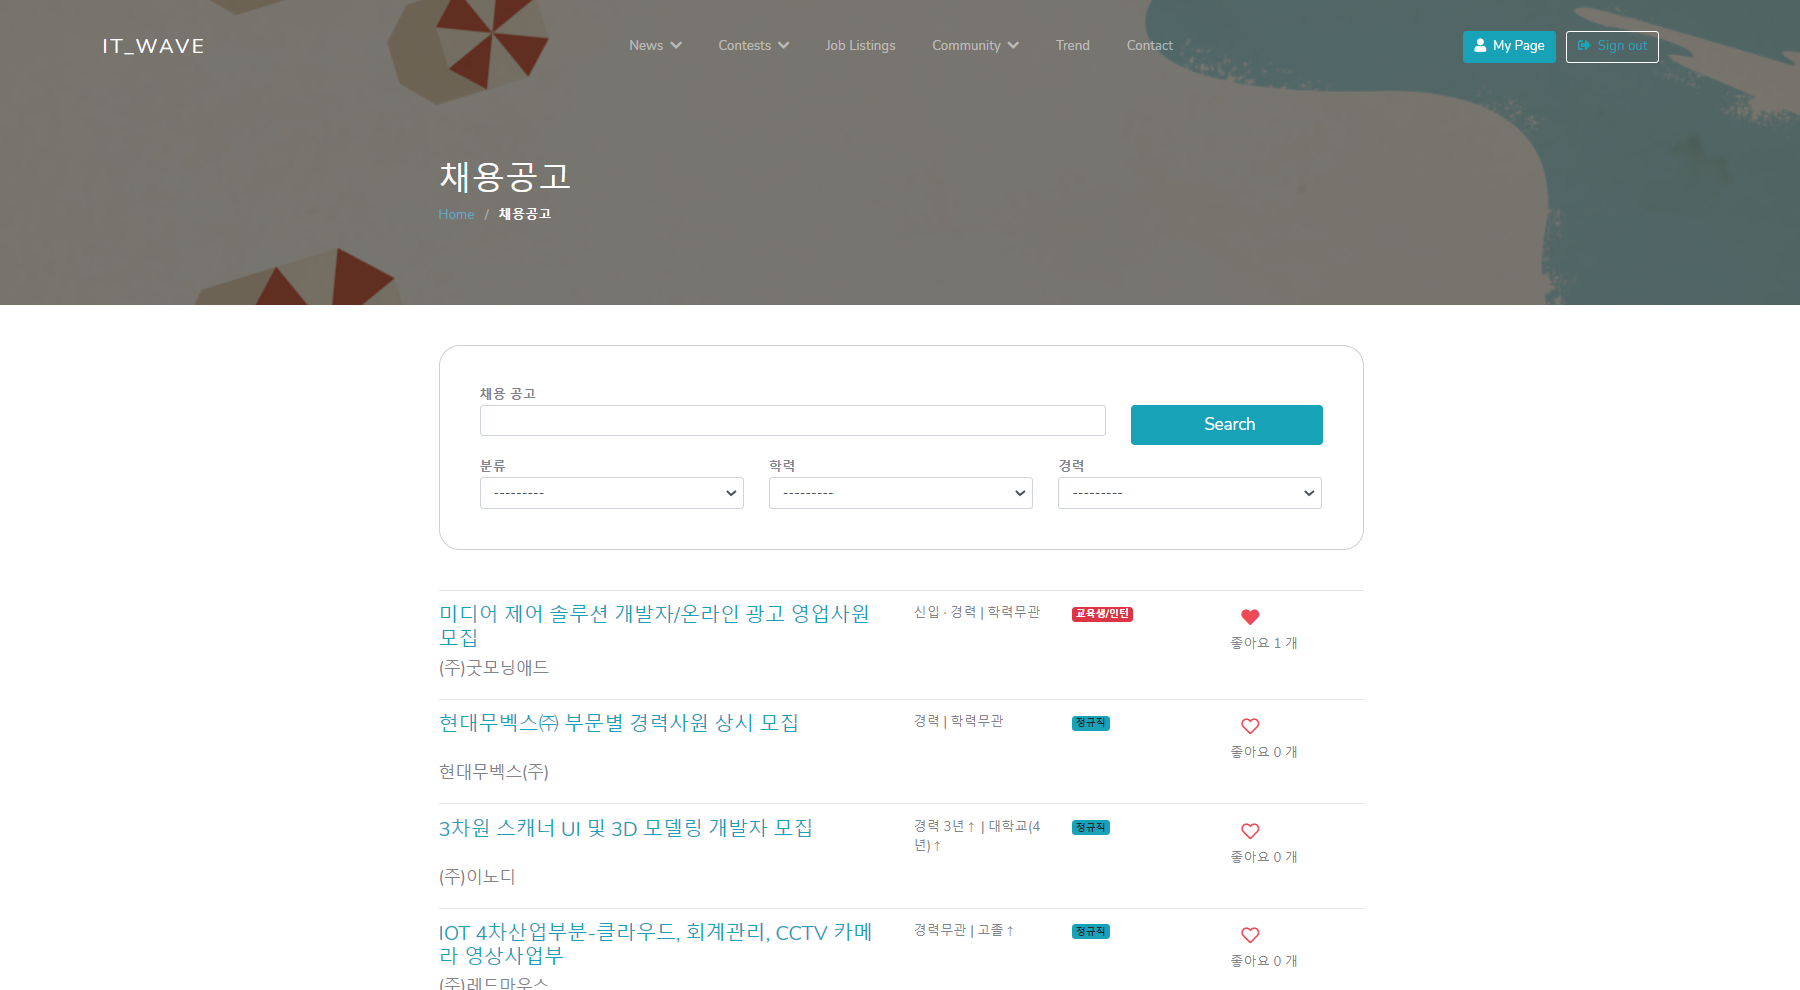 IT_WAVE
News
Contests
Job Listings
Community
Trend
Contact
My Page
Sign out
채용공고
Home / 채용공고
채용 공고
Search
분류
학력
경력
---------
---------
---------
미디어 제어 솔루션 개발자/온라인 광고 영업사원
모집
(주)굿모닝애드
신입 · 경력 | 학력무관
교육생/인턴
좋아요 1 개
현대무벡스㈜ 부문별 경력사원 상시 모집
현대무벡스(주)
경력 | 학력무관
정규직
좋아요 0 개
3차원 스캐너 UI 및 3D 모델링 개발자 모집
(주)이노디
경력 3년 ↑ | 대학교(4
년)↑
정규직
좋아요 0 개
IOT 4차산업부분-클라우드, 회계관리, CCTV 카메
라 영상사업부
(주)레드마우스
경력무관 | 고졸 ↑
정규직
좋아요 0 개